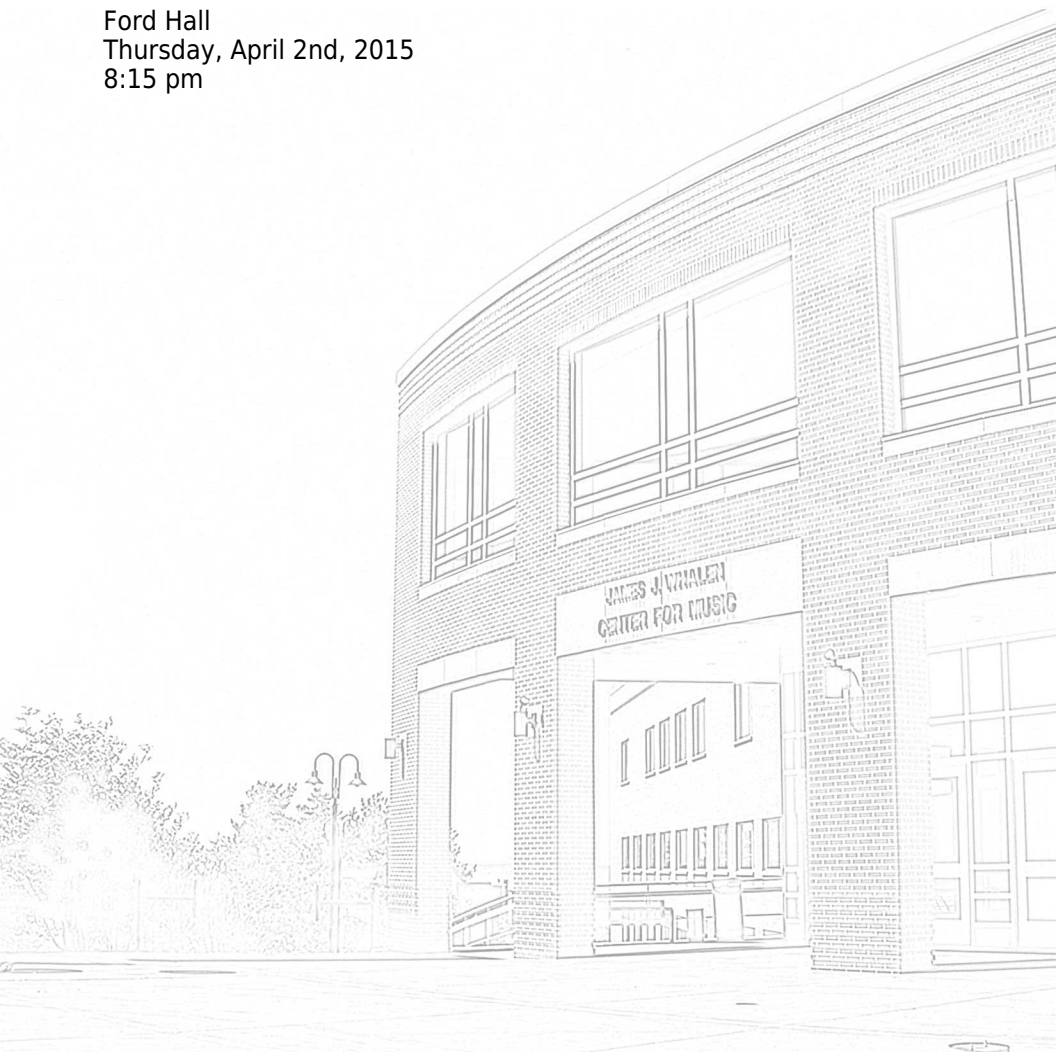 Ford Hall
Thursday, April 2nd, 2015
8:15 pm
JAMES J. WHALEN
CENTER FOR MUSIC